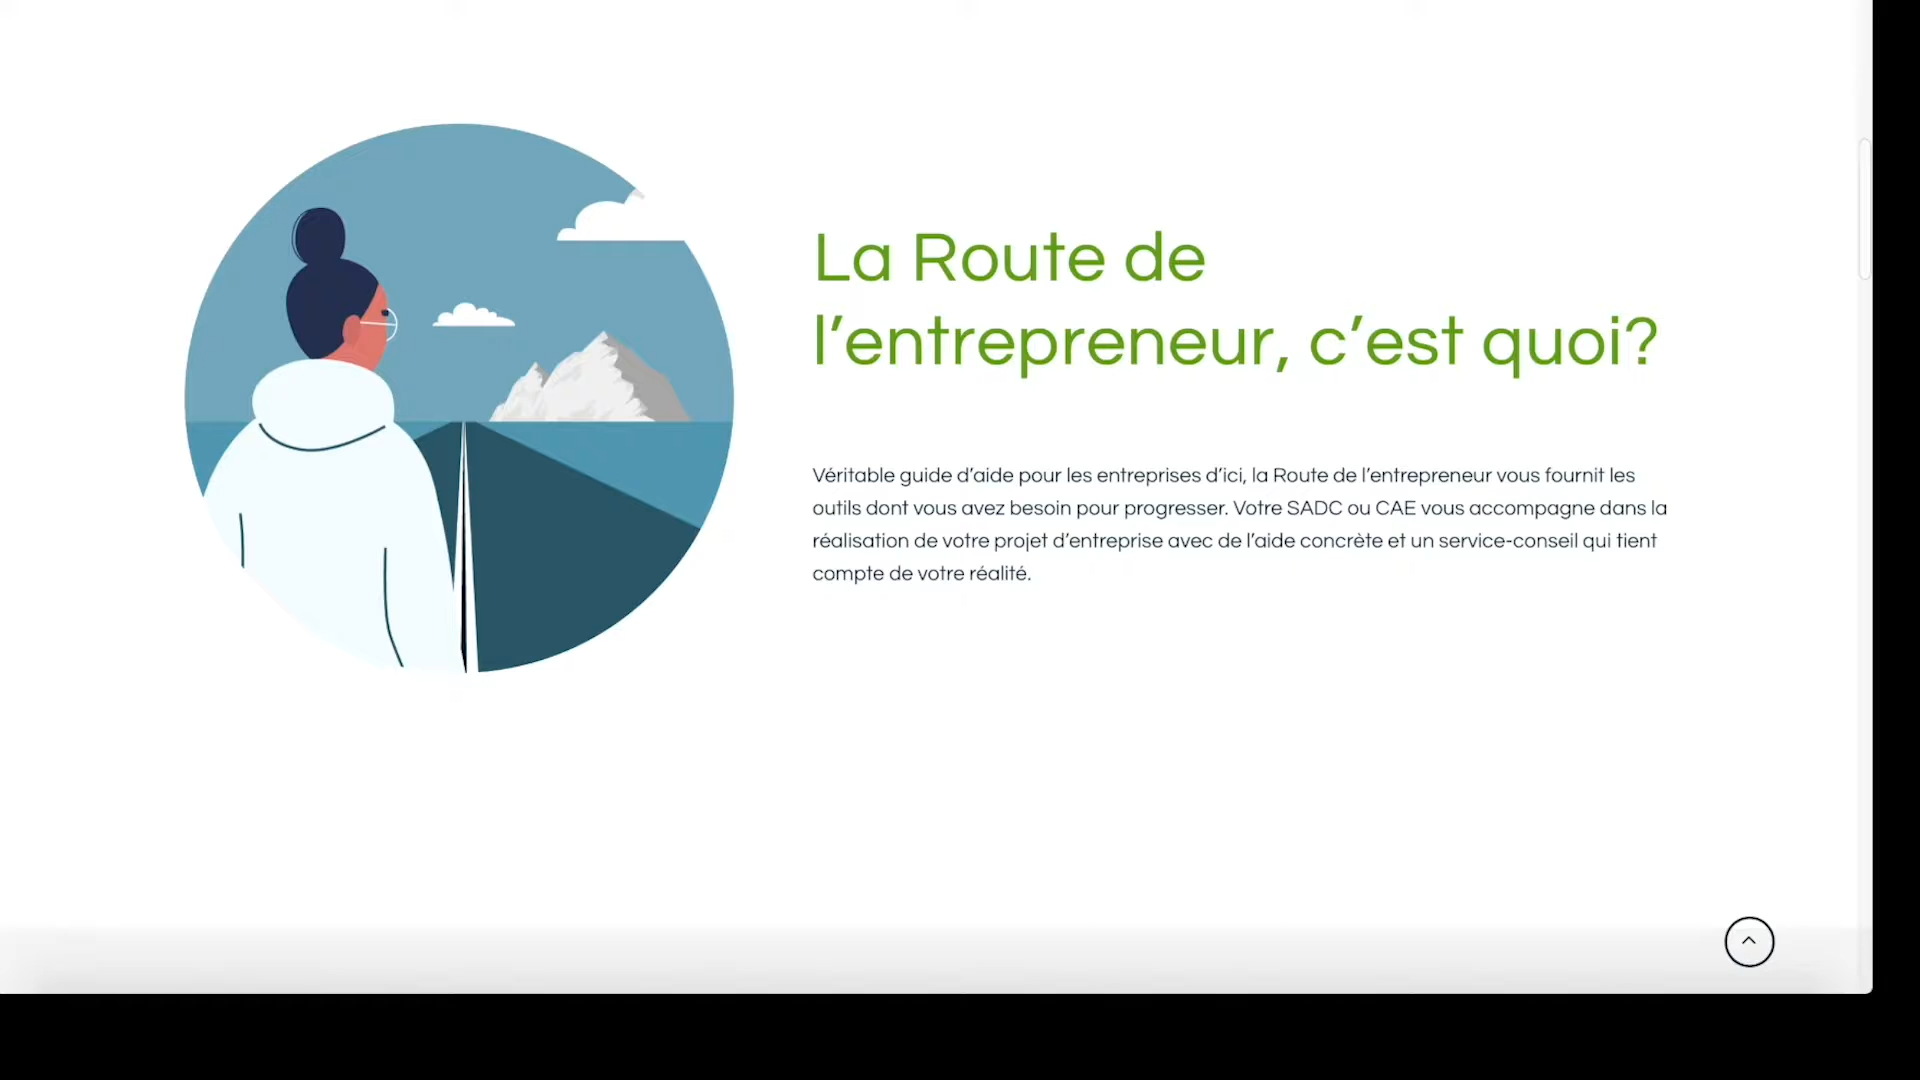 La Route de
l’entrepreneur, c’est quoi?
Véritable guide d’aide pour les entreprises d’ici, la Route de l’entrepreneur vous fournit les
outils dont vous avez besoin pour progresser. Votre SADC ou CAE vous accompagne dans la
réalisation de votre projet d’entreprise avec de l’aide concrète et un service-conseil qui tient
compte de votre réalité.